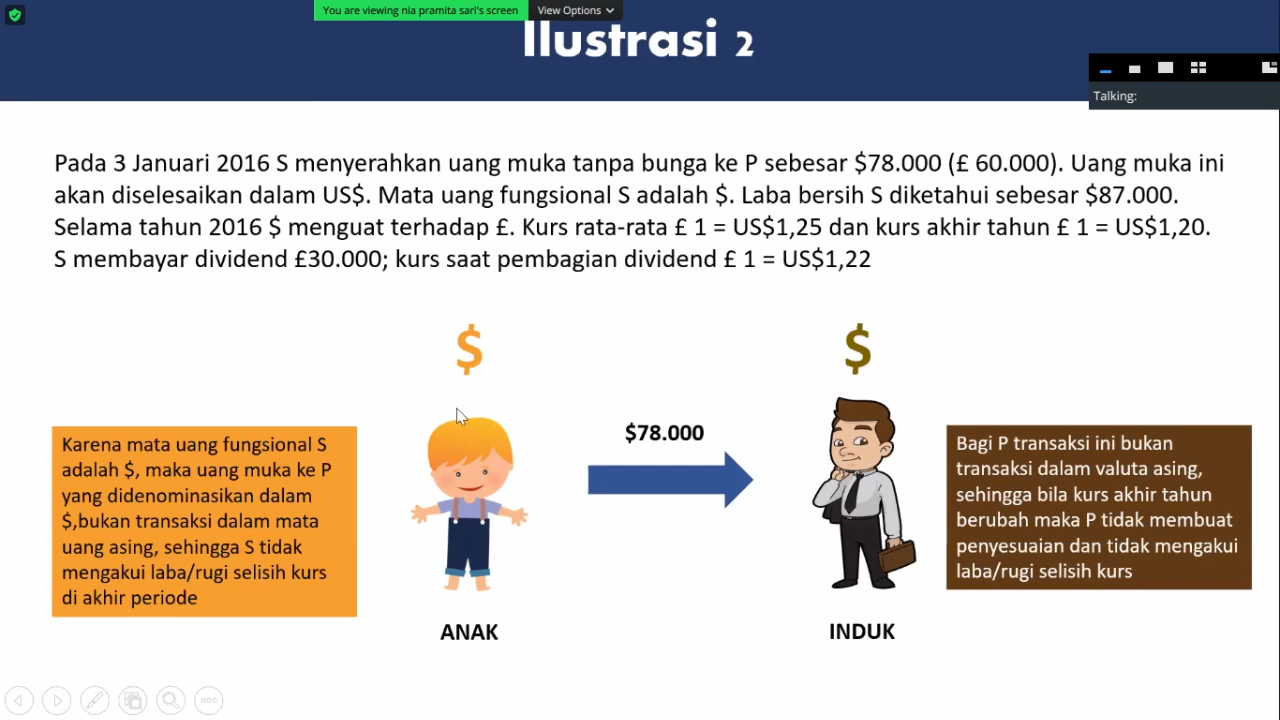 You are viewing nia pramita sari's screen
View Options
Ilustrasi 2
Talking:
Pada 3 Januari 2016 S menyerahkan uang muka tanpa bunga ke P sebesar $78.000 (£ 60.000). Uang muka ini
akan diselesaikan dalam US$. Mata uang fungsional S adalah $. Laba bersih S diketahui sebesar $87.000.
Selama tahun 2016 $ menguat terhadap £. Kurs rata-rata £ 1 = US$1,25 dan kurs akhir tahun £ 1 = US$1,20.
S membayar dividend £30.000; kurs saat pembagian dividend £ 1 = US$1,22
$
$
$78.000
Karena mata uang fungsional S
adalah $, maka uang muka ke P
yang didenominasikan dalam
$,bukan transaksi dalam mata
uang asing, sehingga S tidak
mengakui laba/rugi selisih kurs
di akhir periode
Bagi P transaksi ini bukan
transaksi dalam valuta asing,
sehingga bila kurs akhir tahun
berubah maka P tidak membuat
penyesuaian dan tidak mengakui
laba/rugi selisih kurs
ANAK
INDUK